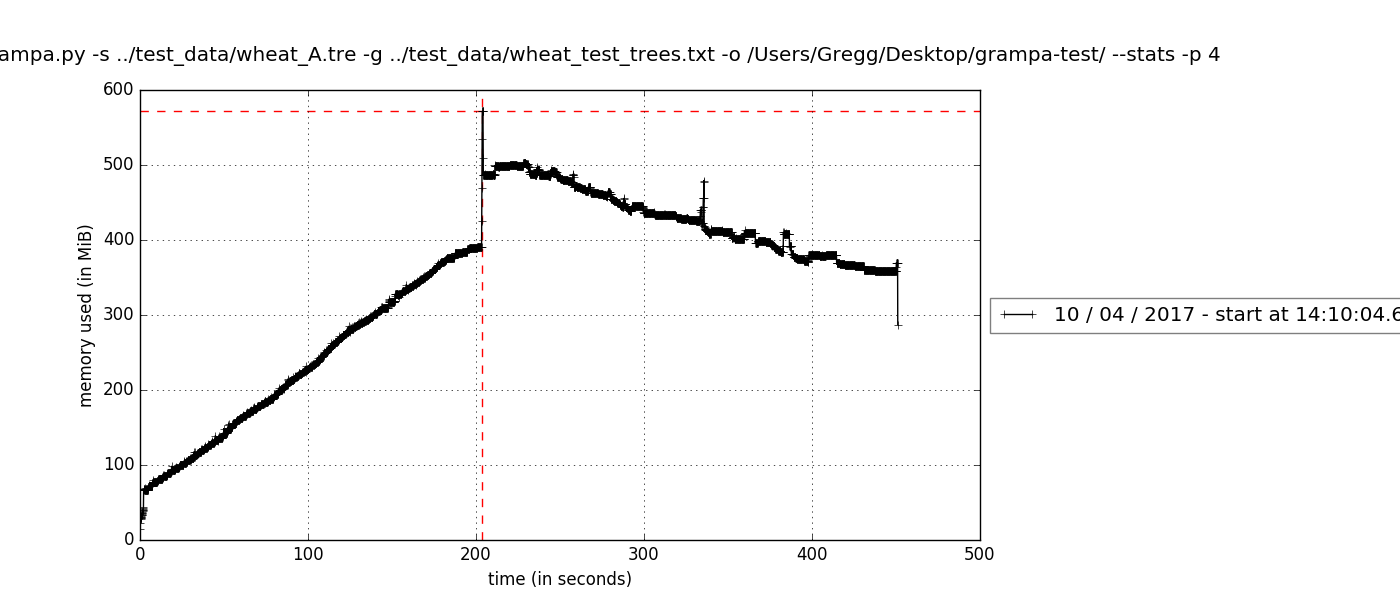 ampa.py -s ../test_data/wheat_A.tre -g ../test_data/wheat_test_trees.txt -o /Users/Gregg/Desktop/grampa-test/ --stats -p 4
600
500
400
300
200
100
0
memory used (in MiB)
0 100 200 300 400 500
time (in seconds)
10 / 04 / 2017 - start at 14:10:04.6